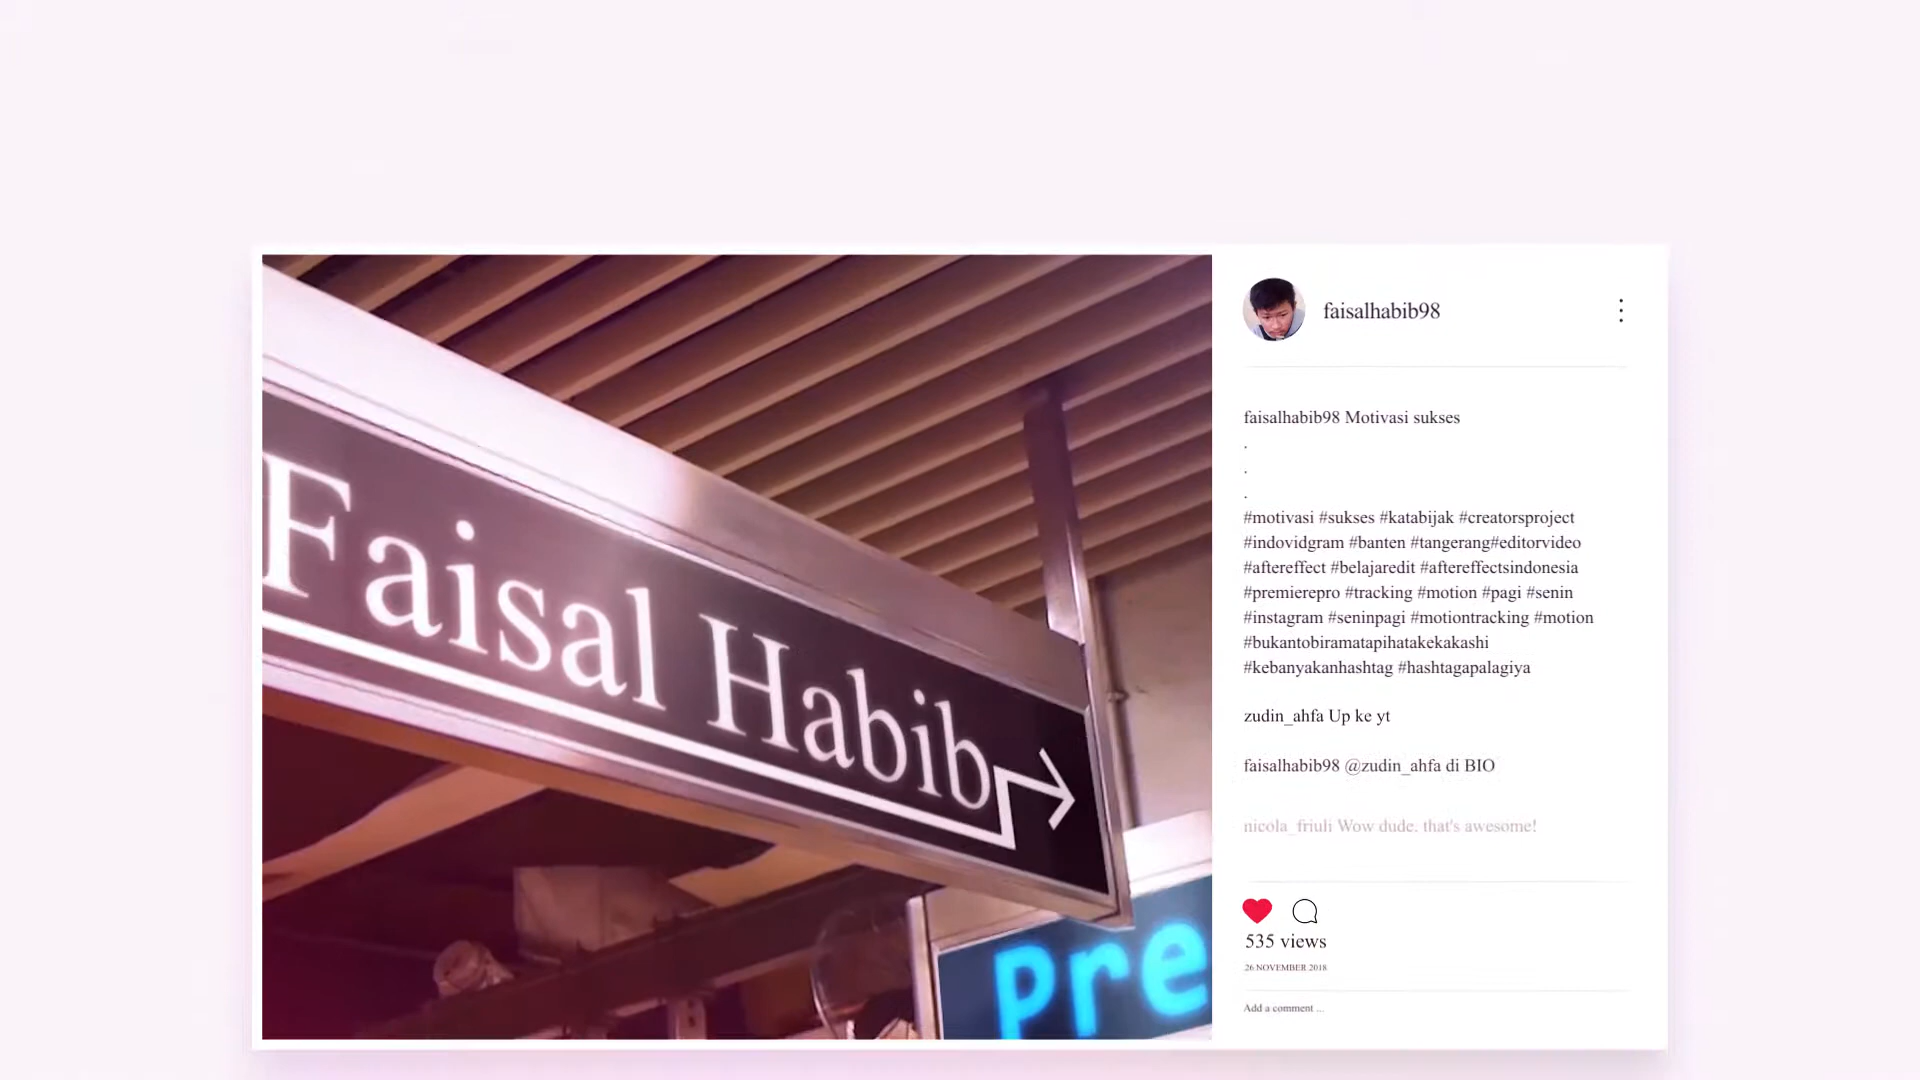 Faisal Habib
Pre
faisalhabib98
faisalhabib98 Motivasi sukses
.
.
.
#motivasi #sukses #katabijak #creatorsproject
#indovidgram #banten #tangerang#editorvideo
#aftereffect #belajaredit #aftereffectsindonesia
#premierepro #tracking #motion #pagi #senin
#instagram #seninpagi #motiontracking #motion
#bukantobiramatapihatakekakashi
#kebanyakanhashtag #hashtagapalagiya
zudin_ahfa Up ke yt
faisalhabib98 @zudin_ahfa di BIO
nicola_friuli Wow dude. that's awesome!
535 views
26 NOVEMBER 2018
Add a comment ...